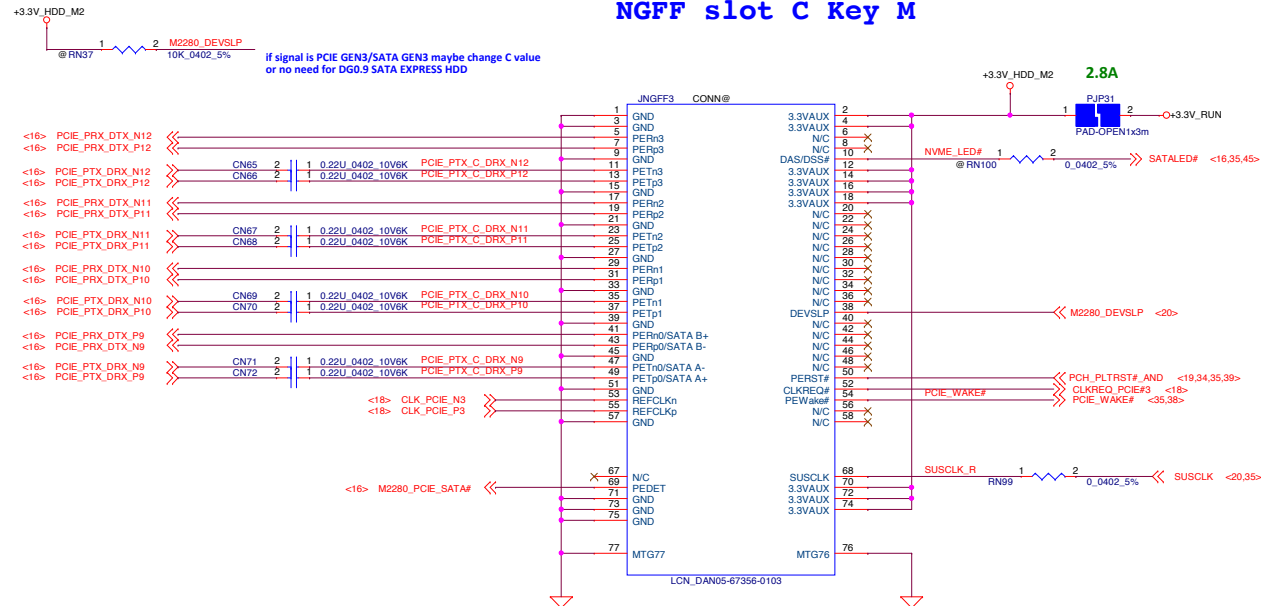 NGFF slot C Key M
+3.3V_HDD_M2
1 2 M2280_DEVSLP
@RN37 10K_0402_5%
if signal is PCIE GEN3/SATA GEN3 maybe change C value
or no need for DG0.9 SATA EXPRESS HDD
+3.3V_HDD_M2 2.8A
JNGFF3 CONN@
PJP31
1 2 +3.3V_RUN
PAD-OPEN1x3m
1 GND 3.3VAUX 2
3 GND 3.3VAUX 4
<16> PCIE_PRX_DTX_N12 5 PERn3 N/C 6
<16> PCIE_PRX_DTX_P12 7 PERp3 N/C 8
9 GND DAS/DSS# 10 NVME_LED# 1 2 SATALED# <16,35,45>
@RN100 0_0402_5%
<16> PCIE_PTX_DRX_N12 CN65 2 1 0.22U_0402_10V6K PCIE_PTX_C_DRX_N12 11 PETn3 3.3VAUX 12
<16> PCIE_PTX_DRX_P12 CN66 2 1 0.22U_0402_10V6K PCIE_PTX_C_DRX_P12 13 PETp3 3.3VAUX 14
15 GND 3.3VAUX 16
<16> PCIE_PRX_DTX_N11 17 PERn2 3.3VAUX 18
<16> PCIE_PRX_DTX_P11 19 PERp2 N/C 20
21 GND N/C 22
<16> PCIE_PTX_DRX_N11 CN67 2 1 0.22U_0402_10V6K PCIE_PTX_C_DRX_N11 23 PETn2 N/C 24
<16> PCIE_PTX_DRX_P11 CN68 2 1 0.22U_0402_10V6K PCIE_PTX_C_DRX_P11 25 PETp2 N/C 26
27 GND N/C 28
<16> PCIE_PRX_DTX_N10 29 PERn1 N/C 30
<16> PCIE_PRX_DTX_P10 31 PERp1 N/C 32
33 GND N/C 34
<16> PCIE_PTX_DRX_N10 CN69 2 1 0.22U_0402_10V6K PCIE_PTX_C_DRX_N10 35 PETn1 N/C 36
<16> PCIE_PTX_DRX_P10 CN70 2 1 0.22U_0402_10V6K PCIE_PTX_C_DRX_P10 37 PETp1 DEVSLP 38 M2280_DEVSLP <20>
39 GND N/C 40
<16> PCIE_PRX_DTX_P9 41 PERn0/SATA B+ N/C 42
<16> PCIE_PRX_DTX_N9 43 PERp0/SATA B- N/C 44
45 GND N/C 46
<16> PCIE_PTX_DRX_N9 CN71 2 1 0.22U_0402_10V6K PCIE_PTX_C_DRX_N9 47 PETn0/SATA A- N/C 48
<16> PCIE_PTX_DRX_P9 CN72 2 1 0.22U_0402_10V6K PCIE_PTX_C_DRX_P9 49 PETp0/SATA A+ PERST# 50 PCH_PLTRST#_AND <19,34,35,39>
51 GND CLKREQ# 52 CLKREQ_PCIE#3 <18>
<18> CLK_PCIE_N3 53 REFCLKn PEWake# 54 PCIE_WAKE# PCIE_WAKE# <35,38>
<18> CLK_PCIE_P3 55 REFCLKp N/C 56
57 GND N/C 58
67 N/C SUSCLK 68 SUSCLK_R 1 2 SUSCLK <20,35>
RN99 0_0402_5%
<16> M2280_PCIE_SATA# 69 PEDET 3.3VAUX 70
71 GND 3.3VAUX 72
73 GND 3.3VAUX 74
75 GND
77 MTG77 MTG76 76
LCN_DAN05-67356-0103